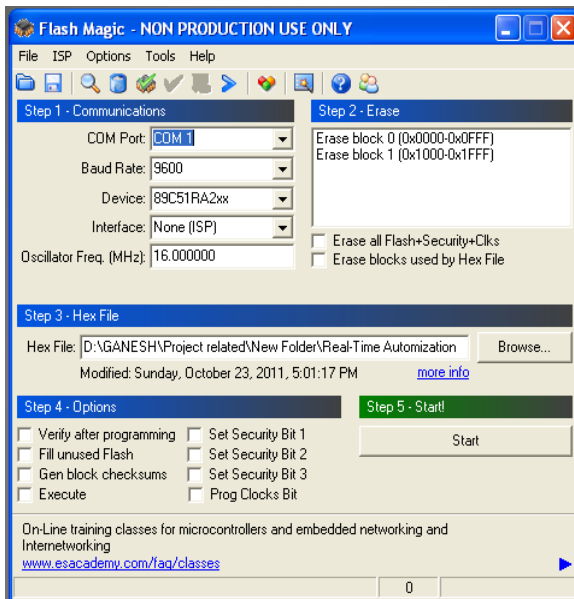 Flash Magic - NON PRODUCTION USE ONLY
File ISP Options Tools Help
Step 1 - Communications
COM Port: COM 1
Baud Rate: 9600
Device: 89C51RA2xx
Interface: None (ISP)
Oscillator Freq. (MHz): 16.000000
Step 2 - Erase
Erase block 0 (0x0000-0x0FFF)
Erase block 1 (0x1000-0x1FFF)
Erase all Flash+Security+Clks
Erase blocks used by Hex File
Step 3 - Hex File
Hex File: D:\GANESH\Project related\New Folder\Real-Time Automization Browse...
Modified: Sunday, October 23, 2011, 5:01:17 PM more info
Step 4 - Options
Verify after programming Set Security Bit 1
Fill unused Flash Set Security Bit 2
Gen block checksums Set Security Bit 3
Execute Prog Clocks Bit
Step 5 - Start!
Start
On-Line training classes for microcontrollers and embedded networking and
Internetworking
www.esacademy.com/faq/classes
0